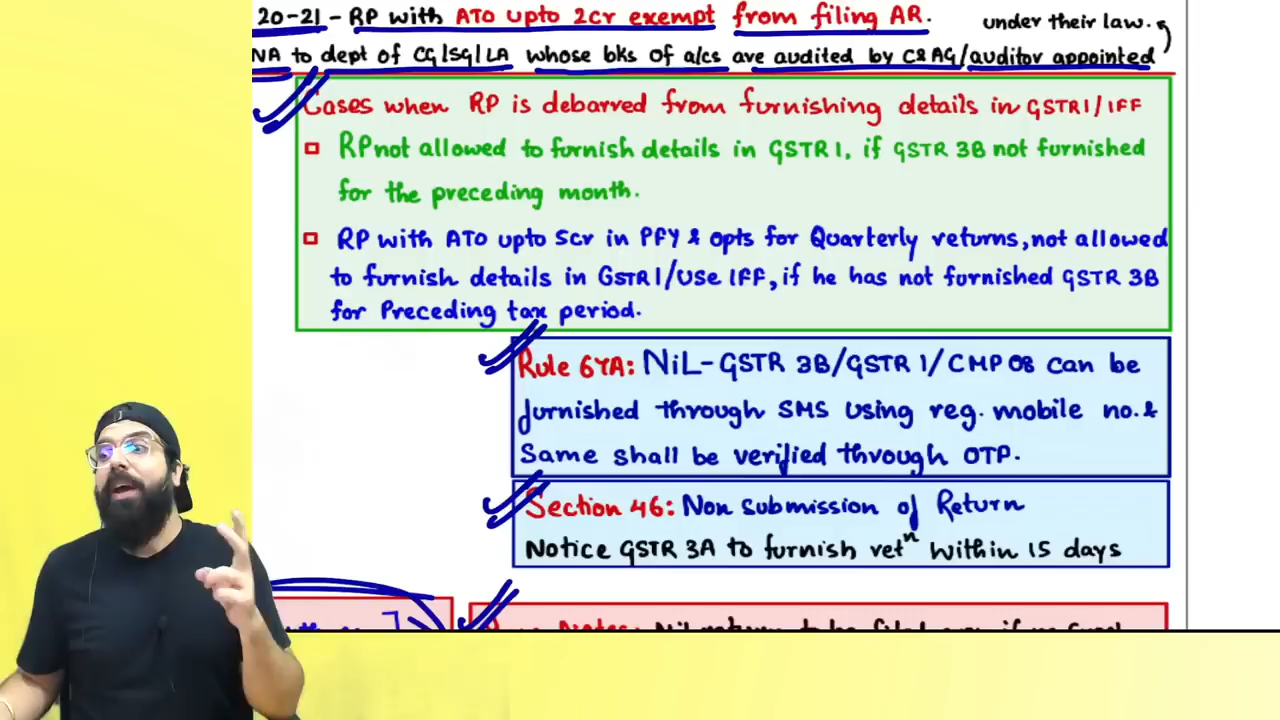 20-21 - RP with ATO upto 2cr exempt from filing AR.
under their law.
NA to dept of CG/SG/LA whose bks of a/cs are audited by C&AG/auditor appointed
Cases when RP is debarred from furnishing details in GSTR1/IFF
RP not allowed to furnish details in GSTR 1, if GSTR 3B not furnished
for the preceding month.
RP with ATO upto 5cr in PFY & opts for Quarterly returns, not allowed
to furnish details in GSTR1/Use IFF, if he has not furnished GSTR 3B
for Preceding tax period.
Rule 67A: NiL-GSTR 3B/GSTR 1/CMP 08 can be
furnished through SMS using reg. mobile no. &
Same shall be verified through OTP.
Section 46: Non submission of Return
Notice GSTR 3A to furnish retⁿ within 15 days